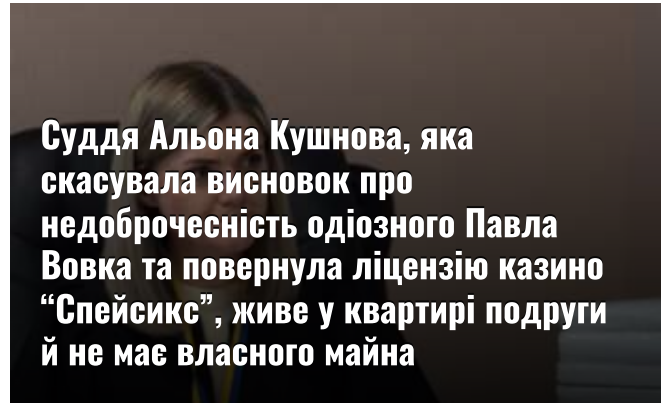 Суддя Альона Кушнова, яка
скасувала висновок про
недоброчесність одіозного Павла
Вовка та повернула ліцензію казино
“Спейсикс”, живе у квартирі подруги
й не має власного майна